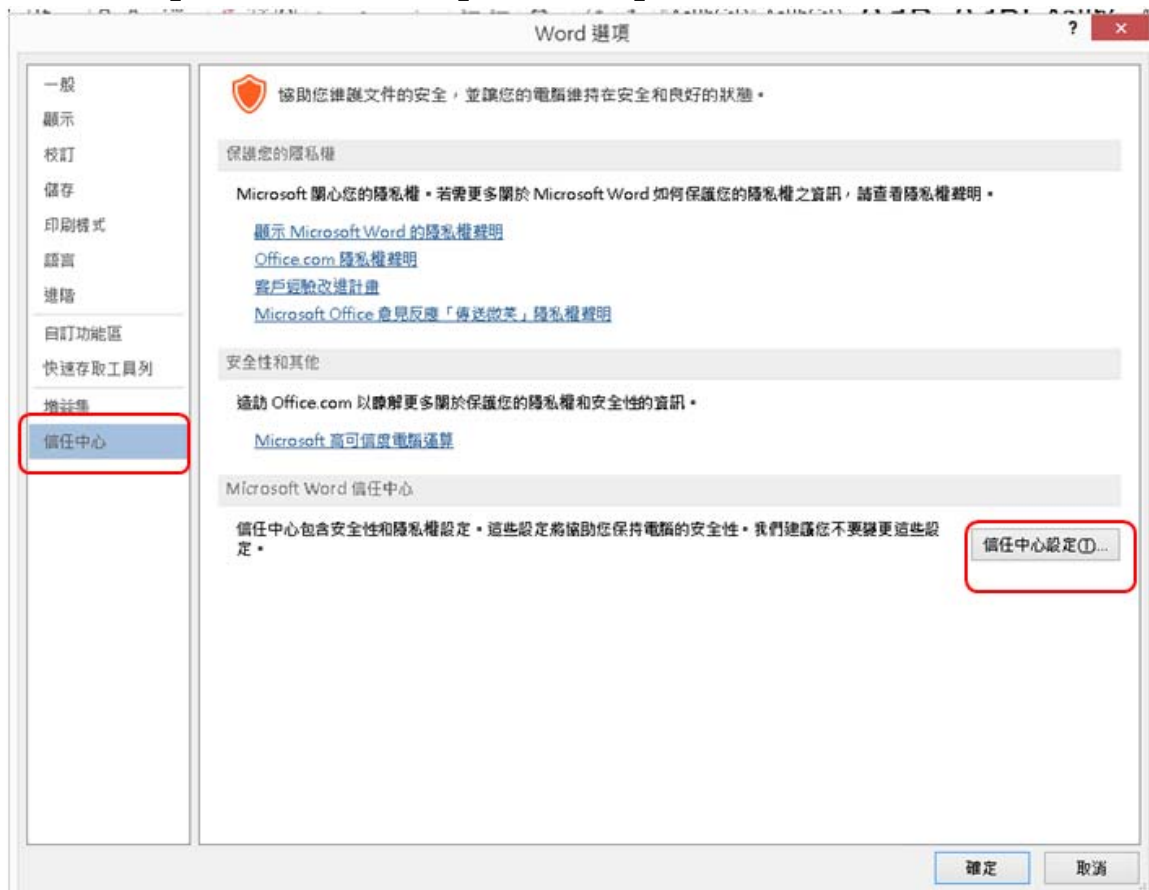 Word 選項
?
一般
顯示
校訂
儲存
印刷樣式
語言
進階
自訂功能區
快速存取工具列
增益集
信任中心
協助您維護文件的安全，並讓您的電腦維持在安全和良好的狀態。
保護您的隱私權
Microsoft 關心您的隱私權。若需更多關於 Microsoft Word 如何保護您的隱私權之資訊，請查看隱私權聲明。
顯示 Microsoft Word 的隱私權聲明
Office.com 隱私權聲明
客戶經驗改進計畫
Microsoft Office 意見反應「傳送微笑」隱私權聲明
安全性和其他
造訪 Office.com 以瞭解更多關於保護您的隱私權和安全性的資訊。
Microsoft 高可信度電腦運算
Microsoft Word 信任中心
信任中心包含安全性和隱私權設定。這些設定將協助您保持電腦的安全性。我們建議您不要變更這些設
定。
信任中心設定(T)...
確定
取消